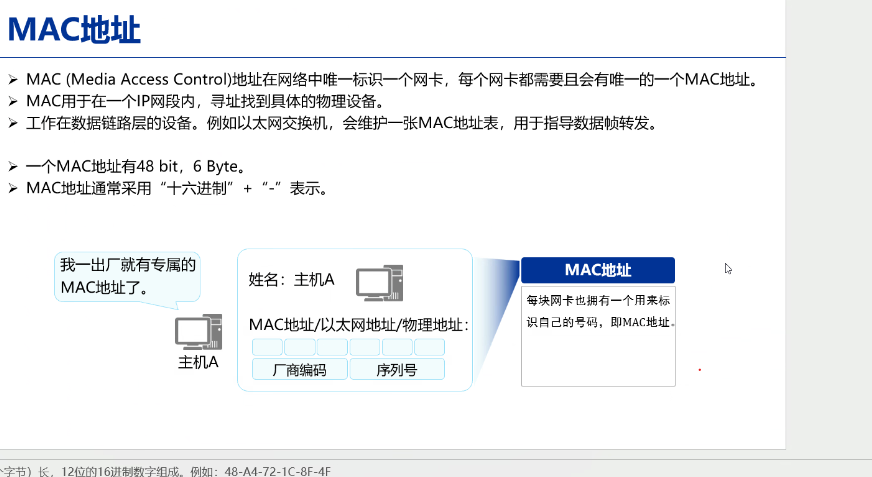 MAC地址
➢ MAC (Media Access Control)地址在网络中唯一标识一个网卡，每个网卡都需要且会有唯一的一个MAC地址。
➢ MAC用于在一个IP网段内，寻址找到具体的物理设备。
➢ 工作在数据链路层的设备。例如以太网交换机，会维护一张MAC地址表，用于指导数据帧转发。
➢ 一个MAC地址有48 bit，6 Byte。
➢ MAC地址通常采用“十六进制”+“-”表示。
我一出厂就有专属的
MAC地址了。
主机A
姓名：主机A
MAC地址/以太网地址/物理地址：
厂商编码
序列号
MAC地址
每块网卡也拥有一个用来标
识自己的号码，即MAC地址。
字节）长，12位的16进制数字组成。例如：48-A4-72-1C-8F-4F